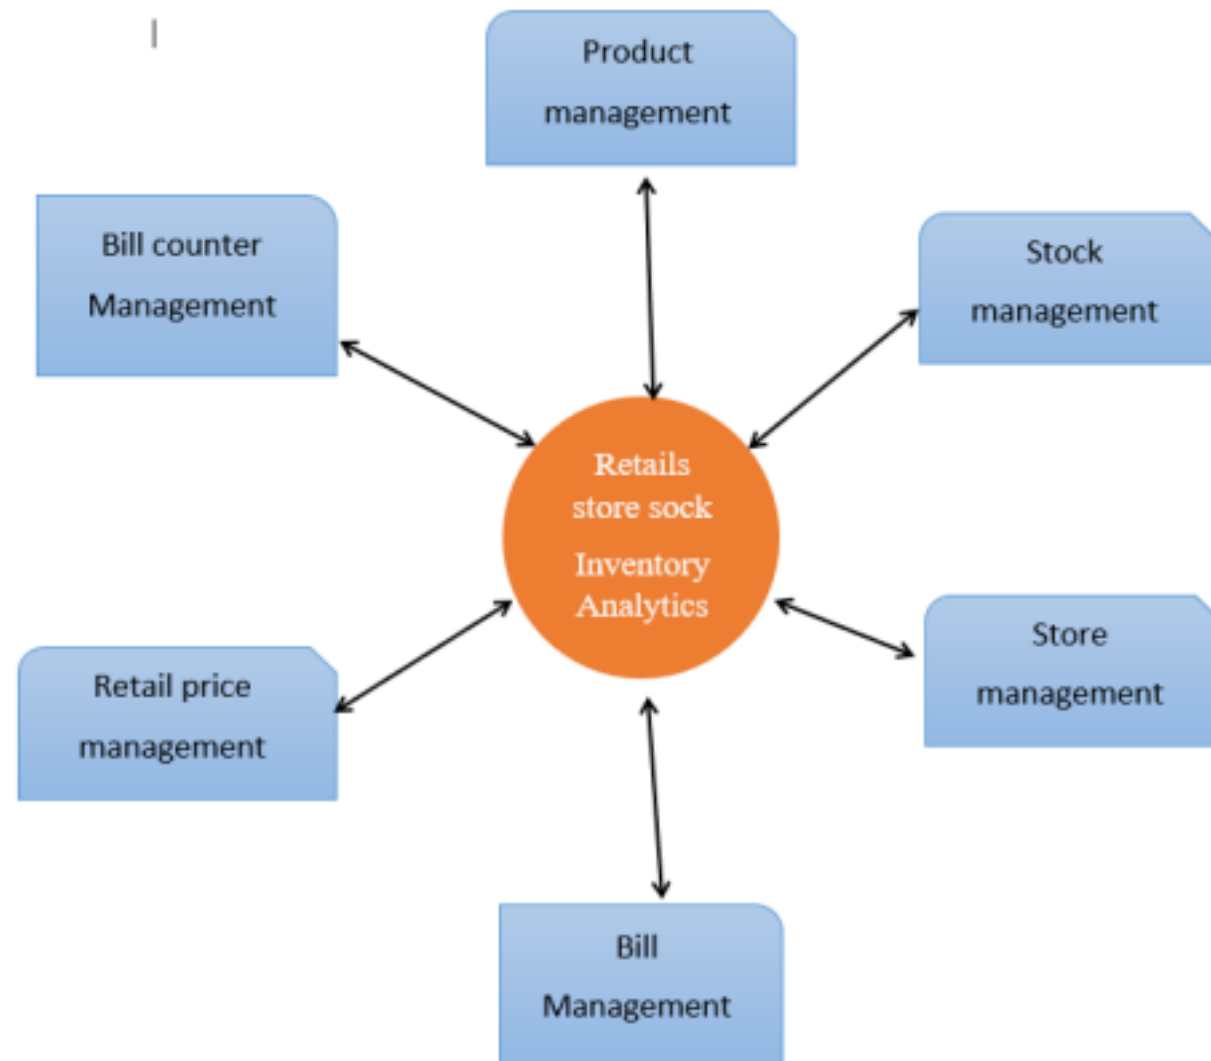 Product
management
Bill counter
Management
Stock
management
Retails
store sock
Inventory
Analytics
Store
management
Retail price
management
Bill
Management